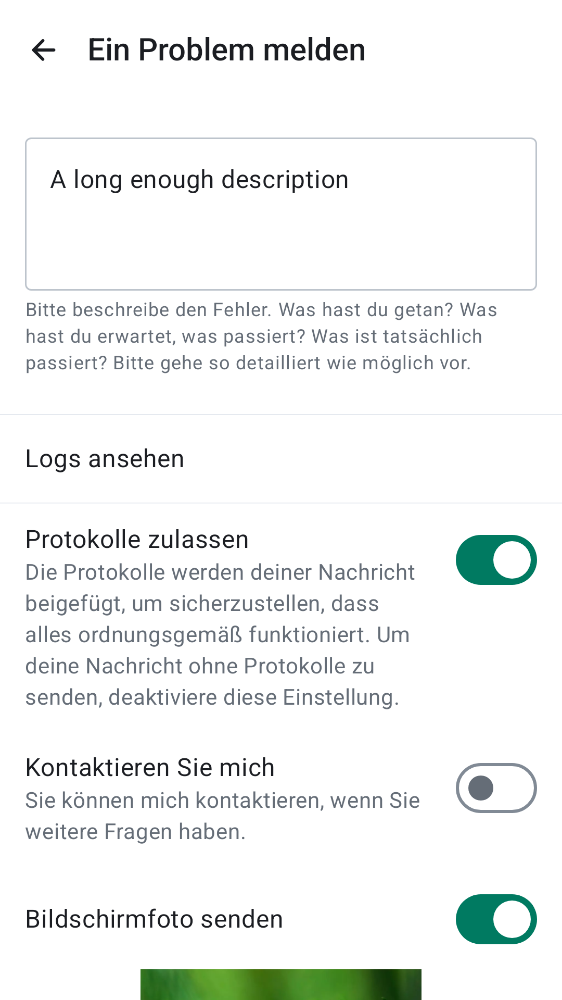 Ein Problem melden
A long enough description
Bitte beschreibe den Fehler. Was hast du getan? Was
hast du erwartet, was passiert? Was ist tatsächlich
passiert? Bitte gehe so detailliert wie möglich vor.
Logs ansehen
Protokolle zulassen
Die Protokolle werden deiner Nachricht
beigefügt, um sicherzustellen, dass
alles ordnungsgemäß funktioniert. Um
deine Nachricht ohne Protokolle zu
senden, deaktiviere diese Einstellung.
Kontaktieren Sie mich
Sie können mich kontaktieren, wenn Sie
weitere Fragen haben.
Bildschirmfoto senden